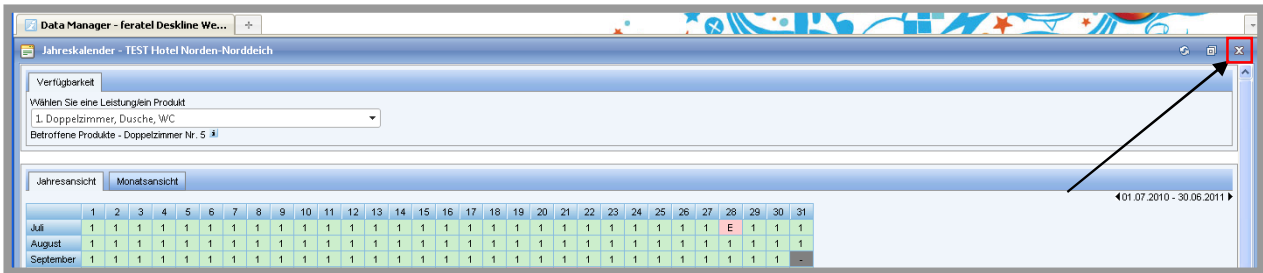 Data Manager - feratel Deskline We...
Jahreskalender - TEST Hotel Norden-Norddeich
Verfügbarkeit
Wählen Sie eine Leistung/ein Produkt
1. Doppelzimmer, Dusche, WC
Betroffene Produkte - Doppelzimmer Nr. 5
Jahresansicht Monatsansicht
01.07.2010 - 30.06.2011
1 2 3 4 5 6 7 8 9 10 11 12 13 14 15 16 17 18 19 20 21 22 23 24 25 26 27 28 29 30 31
Juli 1 1 1 1 1 1 1 1 1 1 1 1 1 1 1 1 1 1 1 1 1 1 1 1 1 1 1 E 1 1 1
August 1 1 1 1 1 1 1 1 1 1 1 1 1 1 1 1 1 1 1 1 1 1 1 1 1 1 1 1 1 1 1
September 1 1 1 1 1 1 1 1 1 1 1 1 1 1 1 1 1 1 1 1 1 1 1 1 1 1 1 1 1 1 -